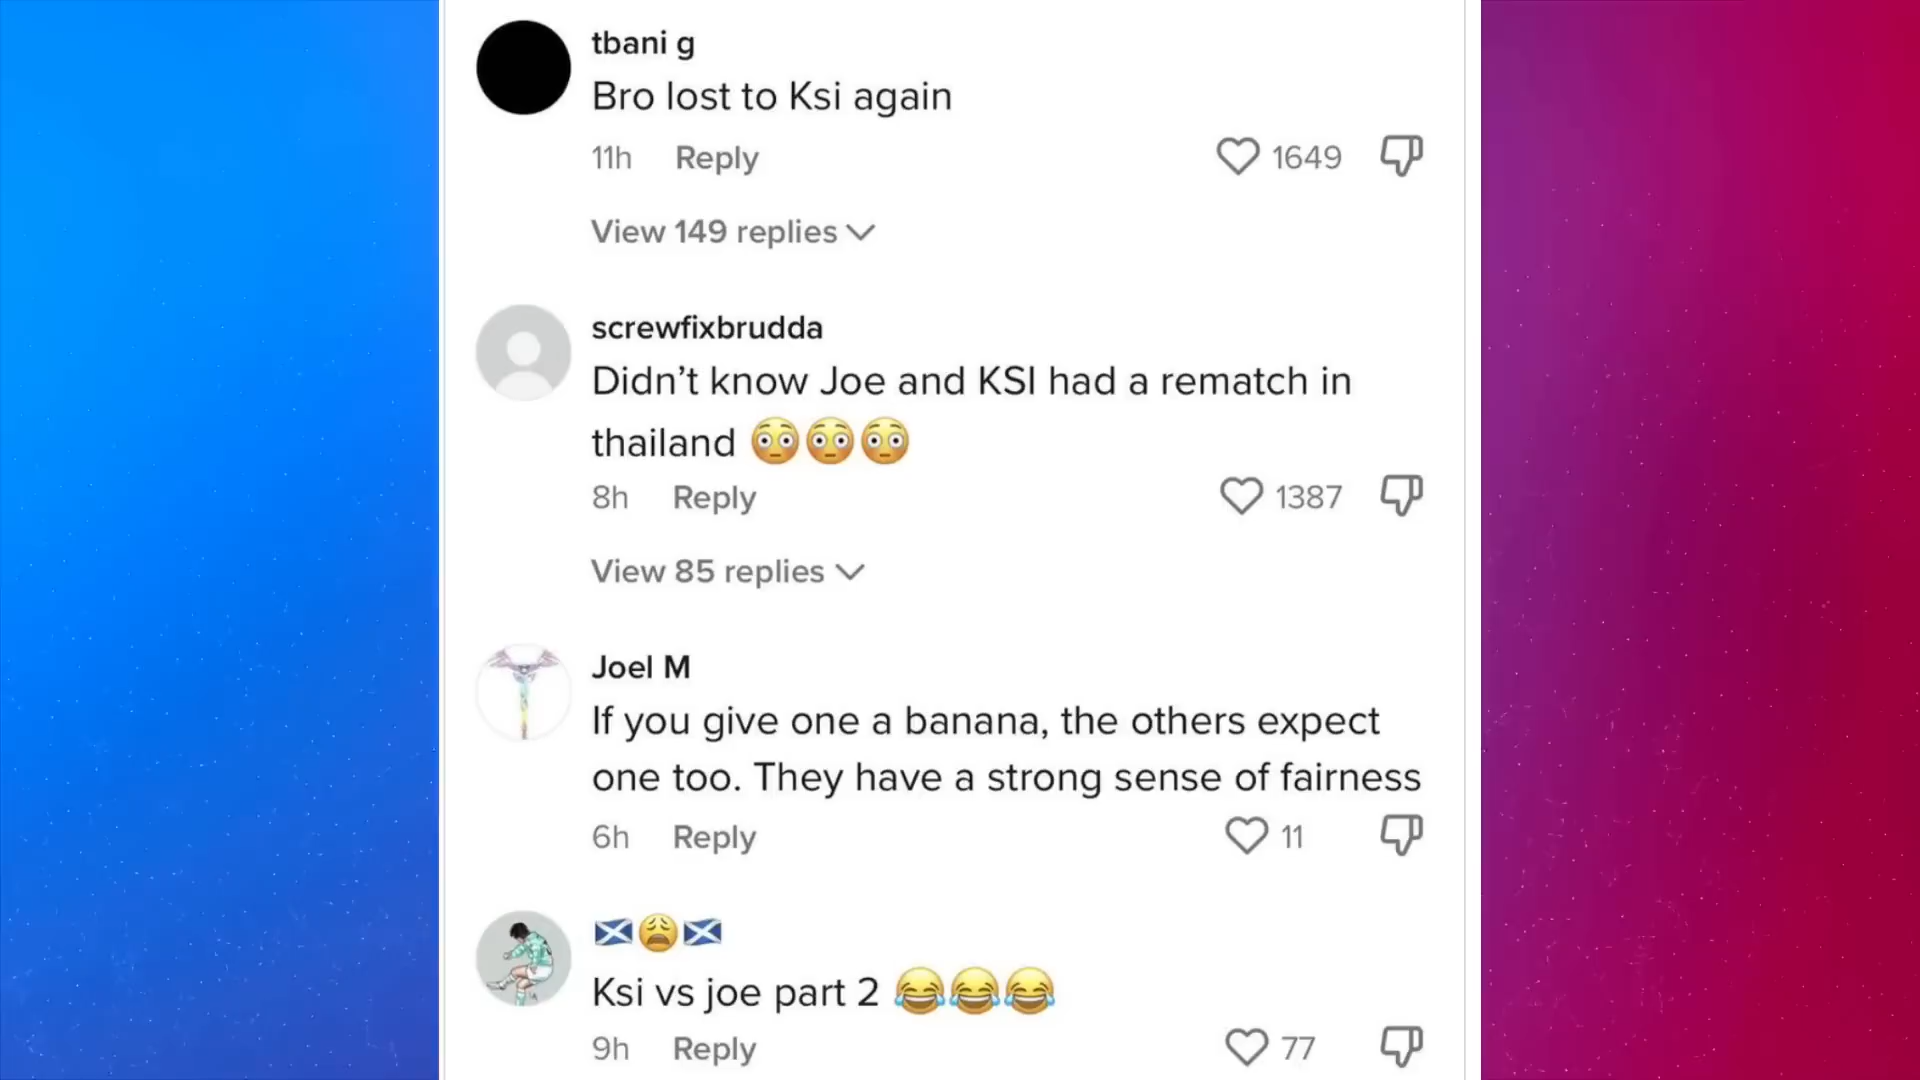 tbani g
Bro lost to Ksi again
11h Reply 1649
View 149 replies
screwfixbrudda
Didn’t know Joe and KSI had a rematch in
thailand 😳😳😳
8h Reply 1387
View 85 replies
Joel M
If you give one a banana, the others expect
one too. They have a strong sense of fairness
6h Reply 11
🏴󠁧󠁢󠁳󠁣󠁴󠁿😩🏴󠁧󠁢󠁳󠁣󠁴󠁿
Ksi vs joe part 2 😂😂😂
9h Reply 77